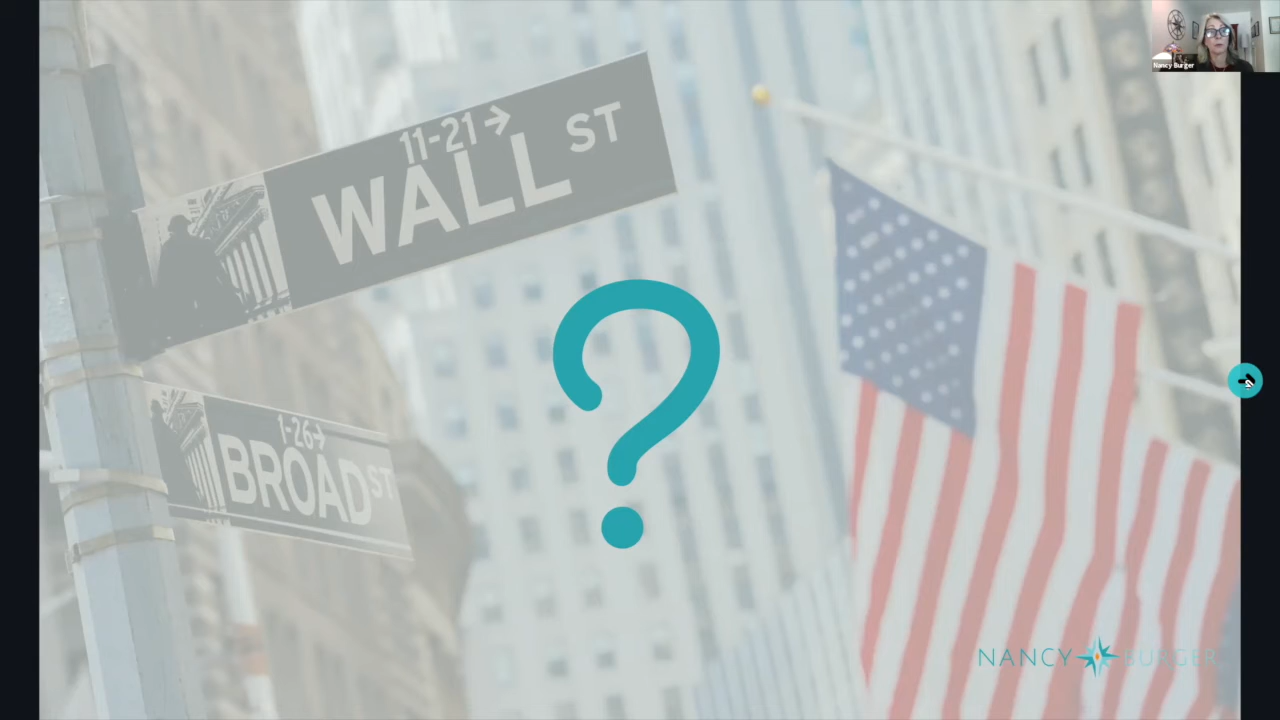 Nancy Burger
11-21→
WALL ST
1-26→
BROAD ST
?
NANCY BURGER